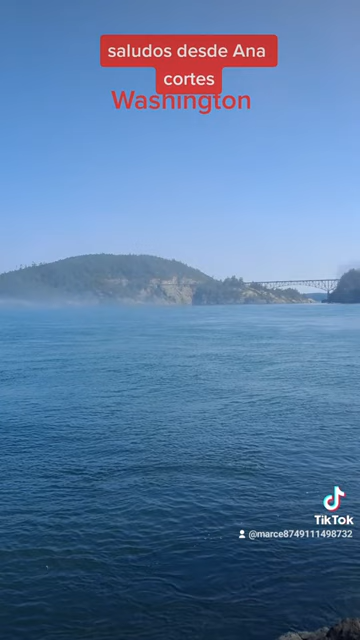 saludos desde Ana
cortes
Washington
TikTok
@marce8749111498732